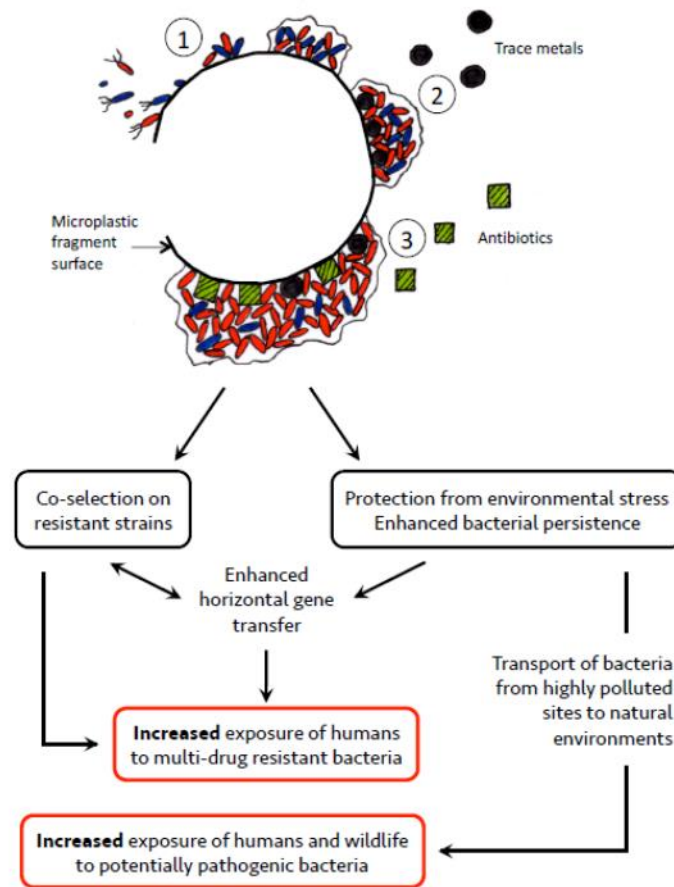 1
Trace metals
2
Microplastic
fragment
surface
3
Antibiotics
Co-selection on
resistant strains
Protection from environmental stress
Enhanced bacterial persistence
Enhanced
horizontal gene
transfer
Transport of bacteria
from highly polluted
sites to natural
environments
Increased exposure of humans
to multi-drug resistant bacteria
Increased exposure of humans and wildlife
to potentially pathogenic bacteria